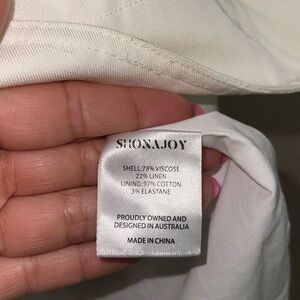 SHONAJOY
SHELL:78% VISCOSE
22% LINEN
LINING:97% COTTON
3% ELASTANE
PROUDLY OWNED AND
DESIGNED IN AUSTRALIA
MADE IN CHINA